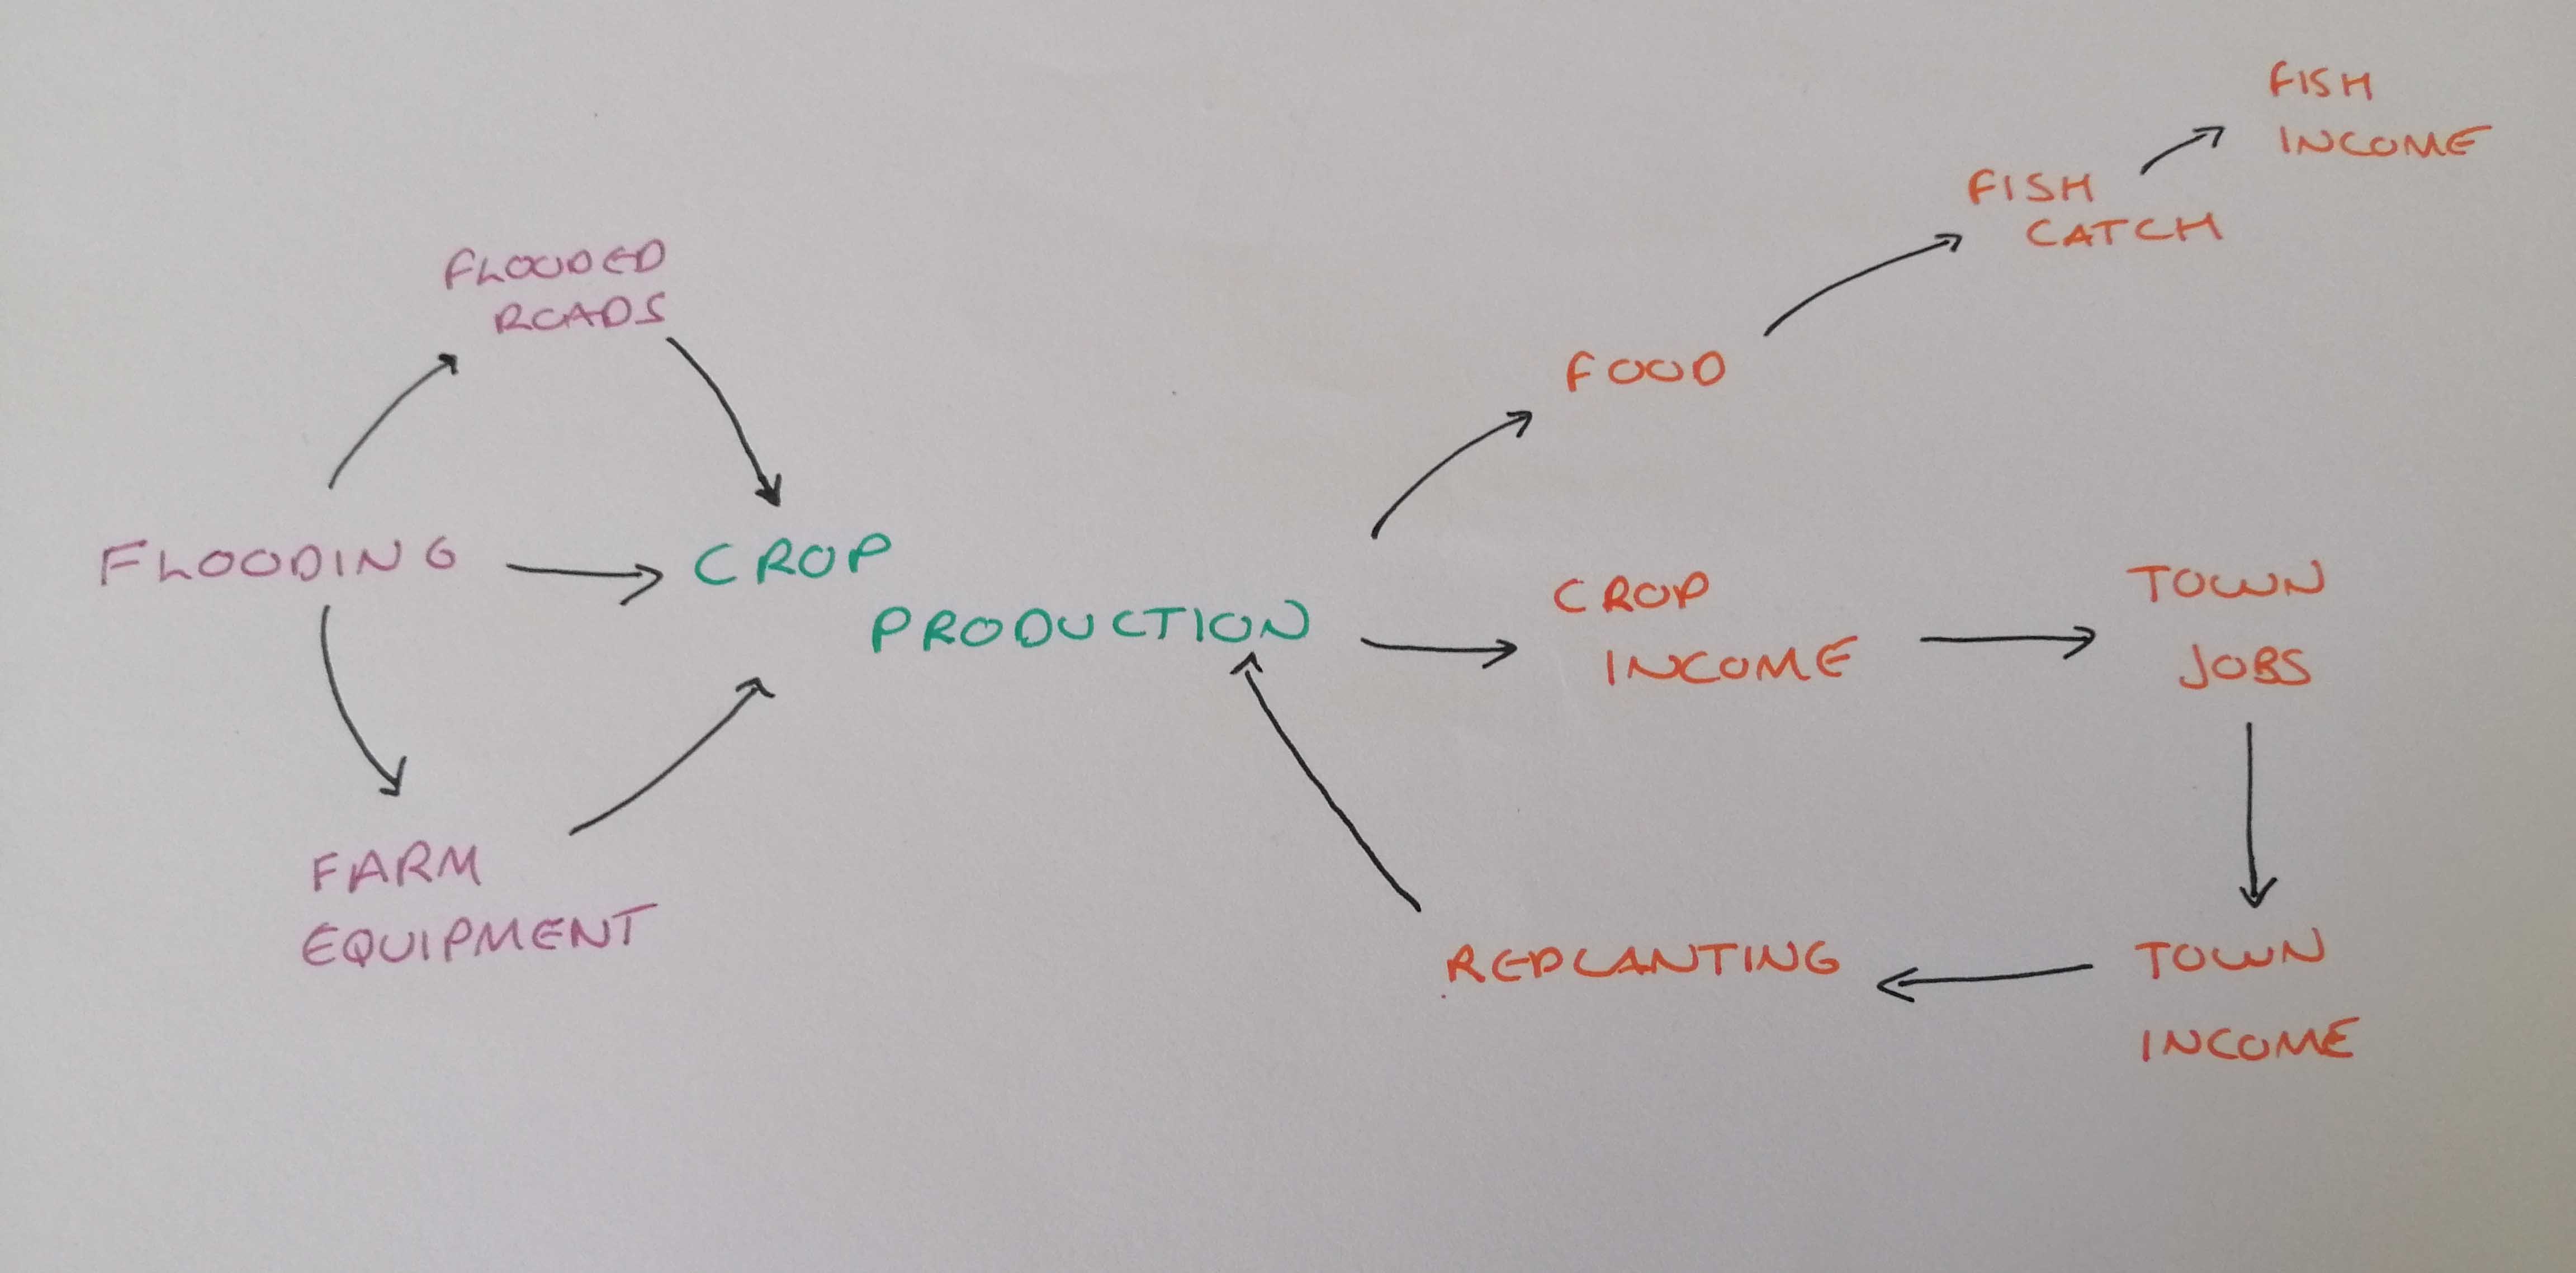 FISH
INCOME
FISH
CATCH
FLOODED
ROADS
FOOD
FLOODING
CROP
PRODUCTION
CROP
INCOME
TOWN
JOBS
FARM
EQUIPMENT
REPLANTING
TOWN
INCOME